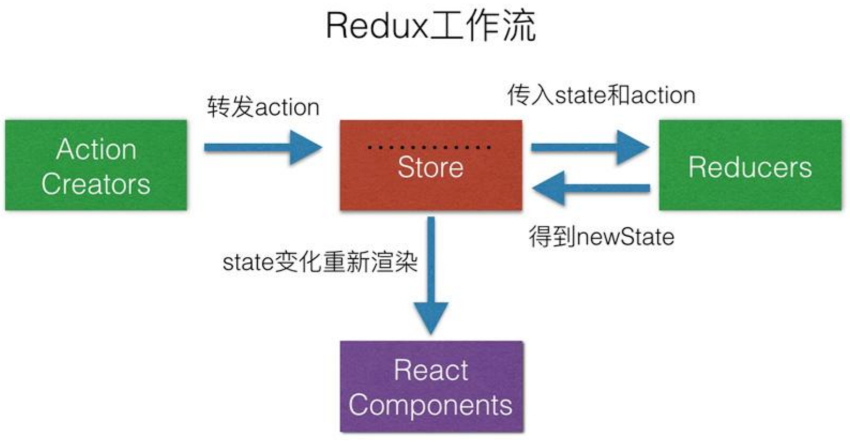 Redux工作流
转发action
传入state和action
Action
Creators
............
Store
Reducers
得到newState
state变化重新渲染
React
Components